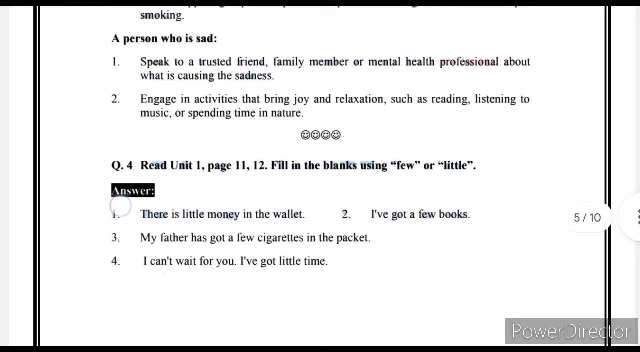 smoking.
A person who is sad:
1. Speak to a trusted friend, family member or mental health professional about
what is causing the sadness.
2. Engage in activities that bring joy and relaxation, such as reading, listening to
music, or spending time in nature.
☺☺☺☺
Q. 4 Read Unit 1, page 11, 12. Fill in the blanks using “few” or “little”.
Answer:
1. There is little money in the wallet. 2. I've got a few books.
5 / 10
3. My father has got a few cigarettes in the packet.
4. I can't wait for you. I've got little time.
PowerDirector